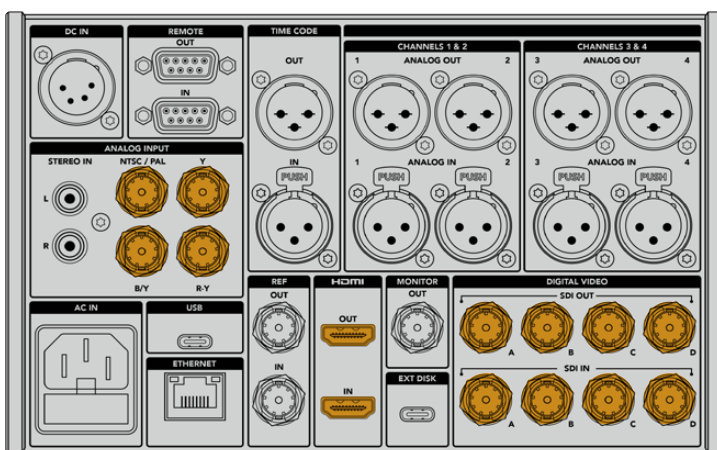 DC IN
REMOTE
OUT
IN
TIME CODE
OUT
IN
CHANNELS 1 & 2
1 ANALOG OUT 2
PUSH PUSH PUSH PUSH PUSH
1 ANALOG IN 2
CHANNELS 3 & 4
3 ANALOG OUT 4
3 ANALOG IN 4
ANALOG INPUT
STEREO IN NTSC / PAL Y
L
R
B/Y R-Y
AC IN
USB
ETHERNET
REF
OUT
IN
HDMI
OUT
IN
MONITOR
OUT
EXT DISK
DIGITAL VIDEO
SDI OUT
A B C D
SDI IN
A B C D